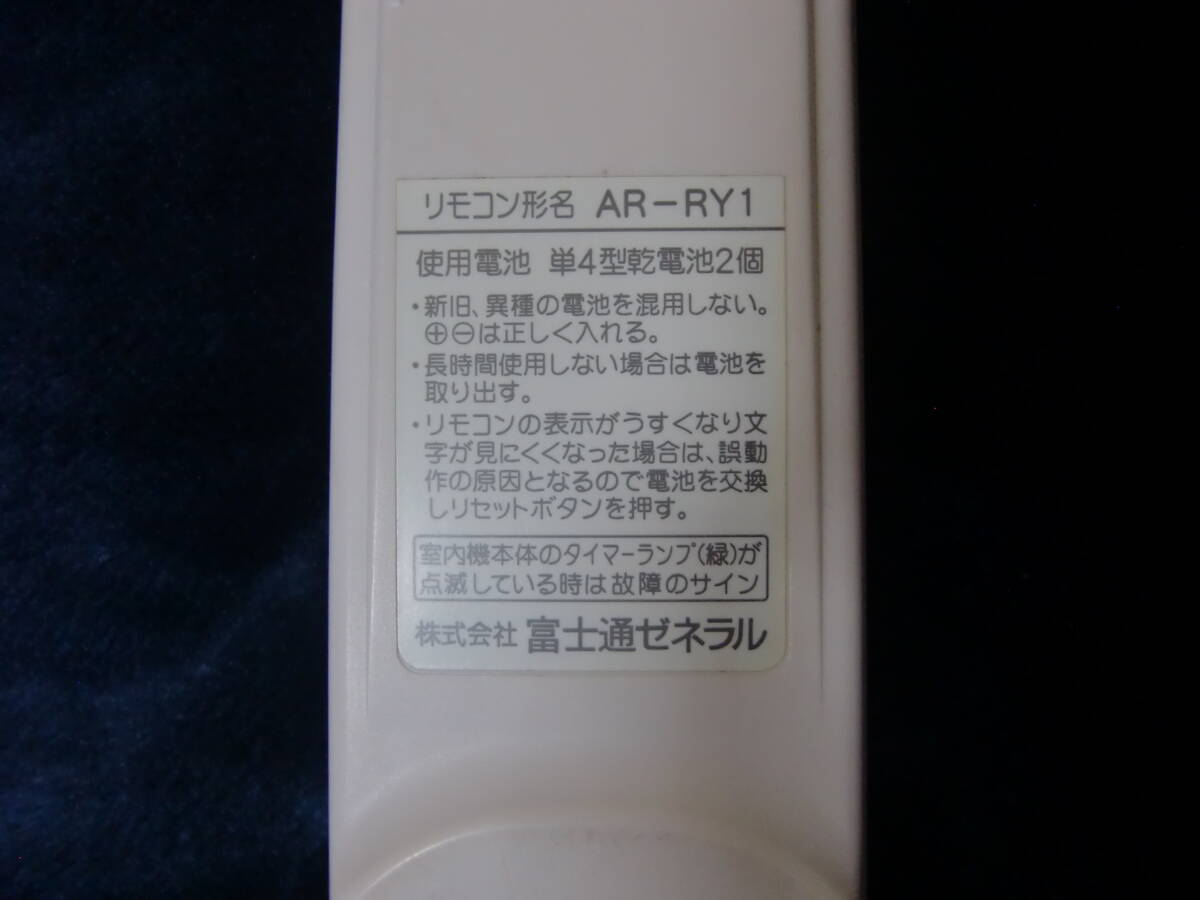 リモコン形名 AR-RY1
使用電池 単4型乾電池2個
・新旧、異種の電池を混用しない。
⊕⊖は正しく入れる。
・長時間使用しない場合は電池を
取り出す。
・リモコンの表示がうすくなり文
字が見にくくなった場合は、誤動
作の原因となるので電池を交換
しリセットボタンを押す。
室内機本体のタイマーランプ(緑)が
点滅している時は故障のサイン
株式会社 富士通ゼネラル